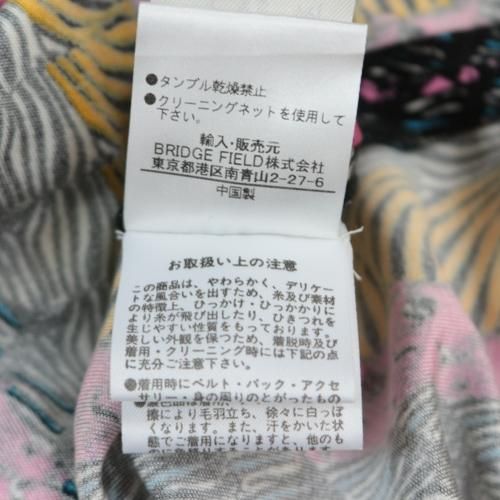 ●タンブル乾燥禁止
●クリーニングネットを使用して
下さい。
輸入・販売元
BRIDGE FIELD株式会社
東京都港区南青山2-27-6
中国製
お取扱い上の注意
この商品は、やわらかく、デリケー
トな風合いを出すため、糸及び素材
の特徴上、ひっかけ・ひっかかりに
より糸が飛び出したり、ひきつれを
生じやすい性質をもっております。
美しい外観を保つため、着脱時及び
着用・クリーニング時には下記の点
に充分ご注意下さい。
●着用時にベルト・バック・アクセ
サリー・身の周りのとがったもの
擦により毛羽立ち、徐々に白っぽ
くなります。また、汗をかいた状
態でご着用になりますと、他のも